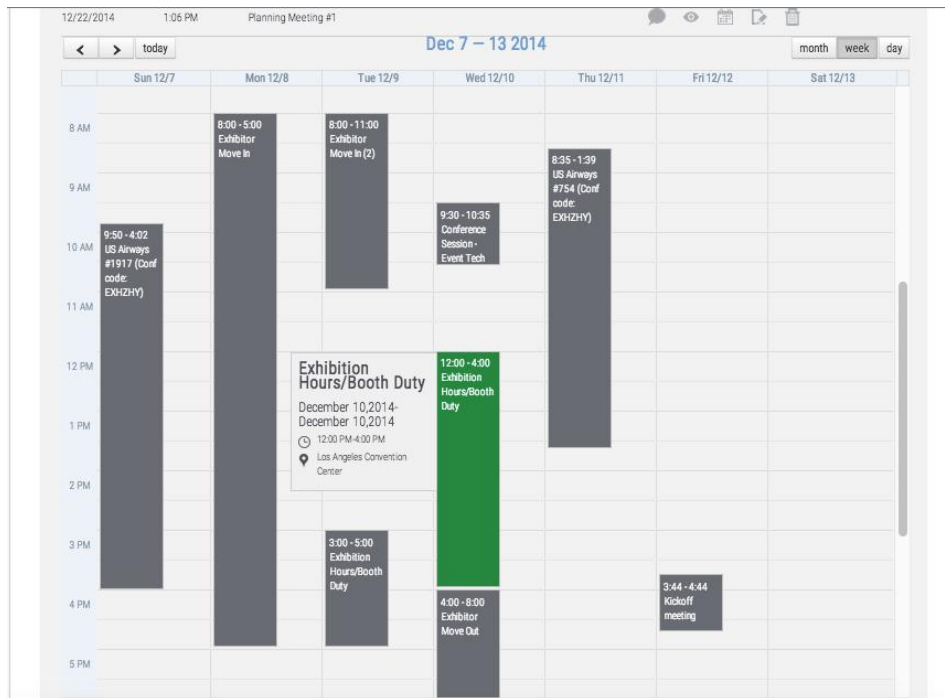 12/22/2014 1:06 PM Planning Meeting #1
today
Dec 7 — 13 2014
month week day
Sun 12/7 Mon 12/8 Tue 12/9 Wed 12/10 Thu 12/11 Fri 12/12 Sat 12/13
8 AM
9 AM
10 AM
11 AM
12 PM
1 PM
2 PM
3 PM
4 PM
5 PM
9:50 - 4:02
US Airways
#1917 (Conf
code:
EXHZHY)
8:00 - 5:00
Exhibitor
Move In
8:00 - 11:00
Exhibitor
Move In (2)
3:00 - 5:00
Exhibition
Hours/Booth
Duty
Exhibition
Hours/Booth Duty
December 10,2014-
December 10,2014
12:00 PM-4:00 PM
Los Angeles Convention
Center
9:30 - 10:35
Conference
Session -
Event Tech
12:00 - 4:00
Exhibition
Hours/Booth
Duty
4:00 - 8:00
Exhibitor
Move Out
8:35 - 1:39
US Airways
#754 (Conf
code:
EXHZHY)
3:44 - 4:44
Kickoff
meeting